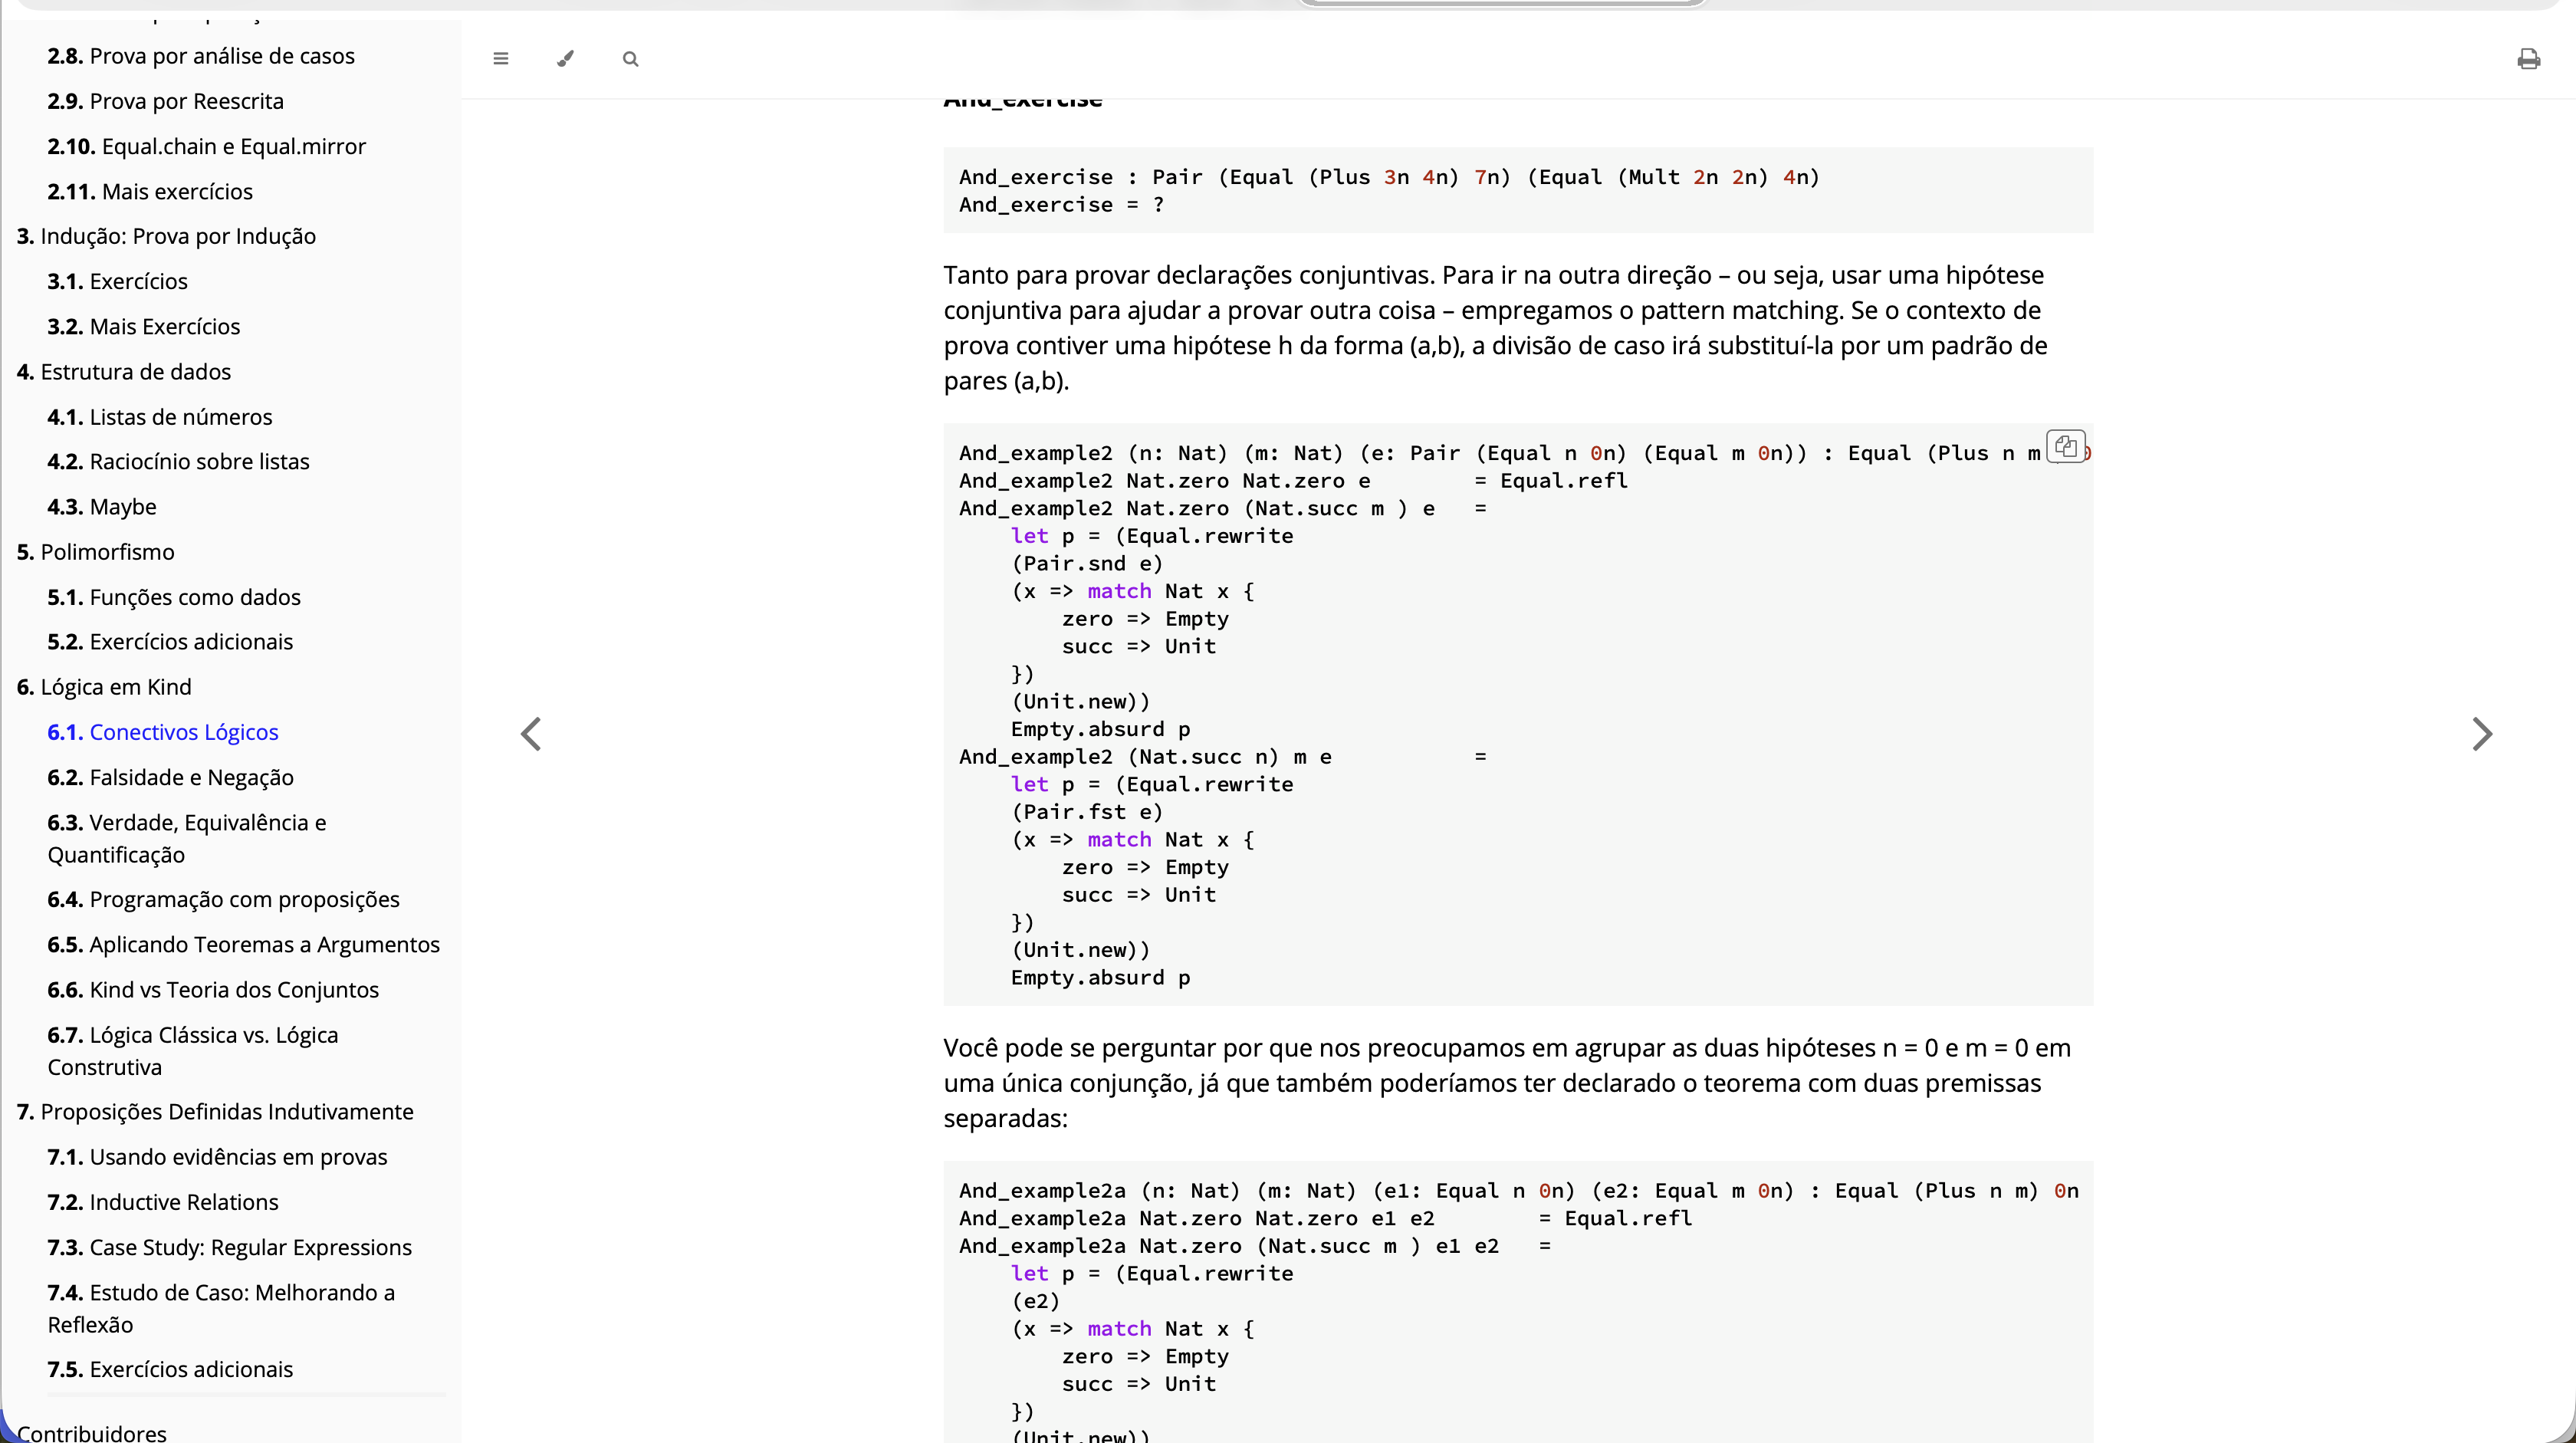 2.8. Prova por análise de casos
2.9. Prova por Reescrita
2.10. Equal.chain e Equal.mirror
2.11. Mais exercícios
3. Indução: Prova por Indução
3.1. Exercícios
3.2. Mais Exercícios
4. Estrutura de dados
4.1. Listas de números
4.2. Raciocínio sobre listas
4.3. Maybe
5. Polimorfismo
5.1. Funções como dados
5.2. Exercícios adicionais
6. Lógica em Kind
6.1. Conectivos Lógicos
6.2. Falsidade e Negação
6.3. Verdade, Equivalência e
Quantificação
6.4. Programação com proposições
6.5. Aplicando Teoremas a Argumentos
6.6. Kind vs Teoria dos Conjuntos
6.7. Lógica Clássica vs. Lógica
Construtiva
7. Proposições Definidas Indutivamente
7.1. Usando evidências em provas
7.2. Inductive Relations
7.3. Case Study: Regular Expressions
7.4. Estudo de Caso: Melhorando a
Reflexão
7.5. Exercícios adicionais
Contribuidores
And_exercise
And_exercise : Pair (Equal (Plus 3n 4n) 7n) (Equal (Mult 2n 2n) 4n)
And_exercise = ?
Tanto para provar declarações conjuntivas. Para ir na outra direção – ou seja, usar uma hipótese
conjuntiva para ajudar a provar outra coisa – empregamos o pattern matching. Se o contexto de
prova contiver uma hipótese h da forma (a,b), a divisão de caso irá substituí-la por um padrão de
pares (a,b).
And_example2 (n: Nat) (m: Nat) (e: Pair (Equal n 0n) (Equal m 0n)) : Equal (Plus n m
And_example2 Nat.zero Nat.zero e        = Equal.refl
And_example2 Nat.zero (Nat.succ m ) e   =
    let p = (Equal.rewrite
    (Pair.snd e)
    (x => match Nat x {
        zero => Empty
        succ => Unit
    })
    (Unit.new))
    Empty.absurd p
And_example2 (Nat.succ n) m e           =
    let p = (Equal.rewrite
    (Pair.fst e)
    (x => match Nat x {
        zero => Empty
        succ => Unit
    })
    (Unit.new))
    Empty.absurd p
Você pode se perguntar por que nos preocupamos em agrupar as duas hipóteses n = 0 e m = 0 em
uma única conjunção, já que também poderíamos ter declarado o teorema com duas premissas
separadas:
And_example2a (n: Nat) (m: Nat) (e1: Equal n 0n) (e2: Equal m 0n) : Equal (Plus n m) 0n
And_example2a Nat.zero Nat.zero e1 e2        = Equal.refl
And_example2a Nat.zero (Nat.succ m ) e1 e2   =
    let p = (Equal.rewrite
    (e2)
    (x => match Nat x {
        zero => Empty
        succ => Unit
    })
    (Unit.new))